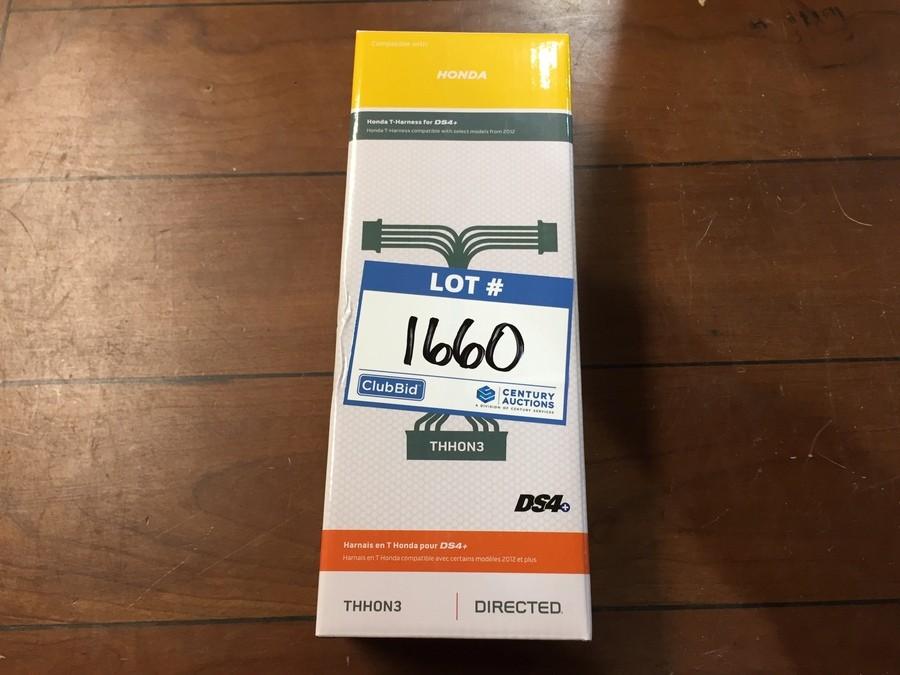 Compatible with
HONDA
Honda T-Harness for DS4+
Honda T-Harness compatible with select models from 2012
LOT #
1660
ClubBid
CENTURY
AUCTIONS
A DIVISION OF CENTURY SERVICES
THHON3
DS4+
Harnais en T Honda pour DS4+
Harnais en T Honda compatible avec certains modèles 2012 et plus
THHON3
DIRECTED